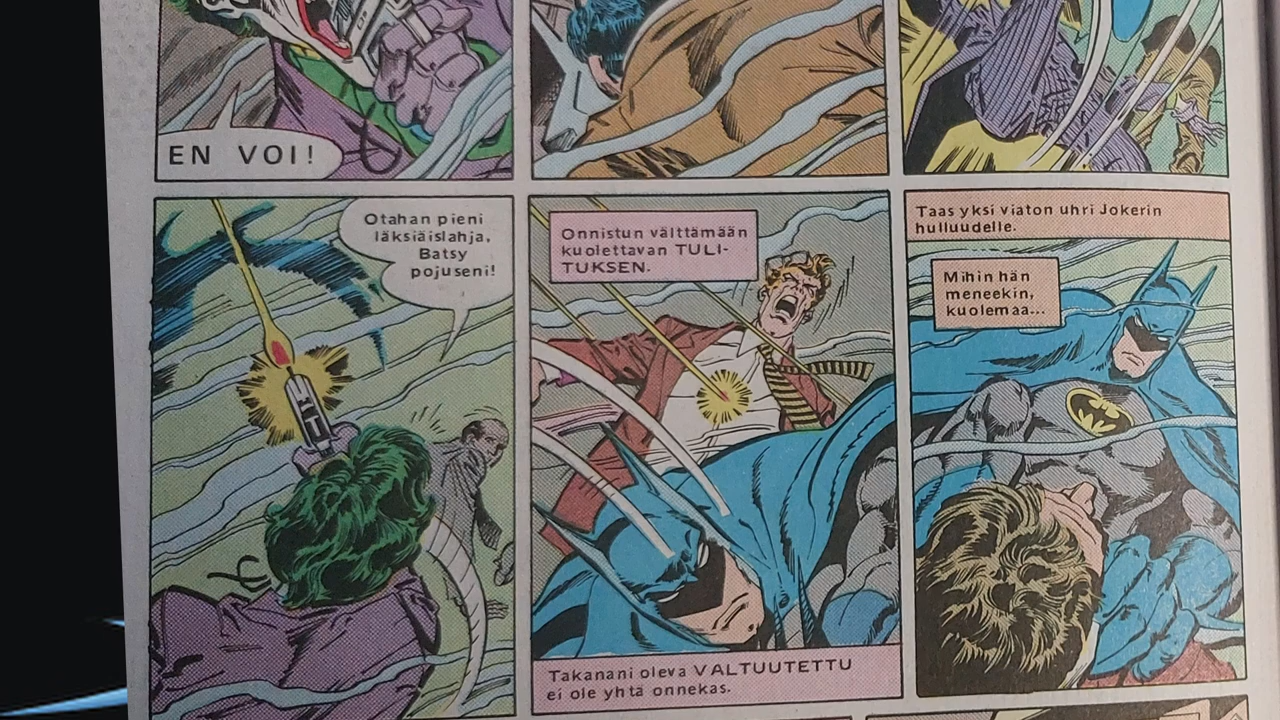 EN VOI!
Otahan pieni
läksiäislahja,
Batsy
pojuseni!
Onnistun välttämään
kuolettavan TULI-
TUKSEN.
Takanani oleva VALTUUTETTU
ei ole yhtä onnekas.
Taas yksi viaton uhri Jokerin
hulluudelle.
Mihin hän
meneekin,
kuolemaa...